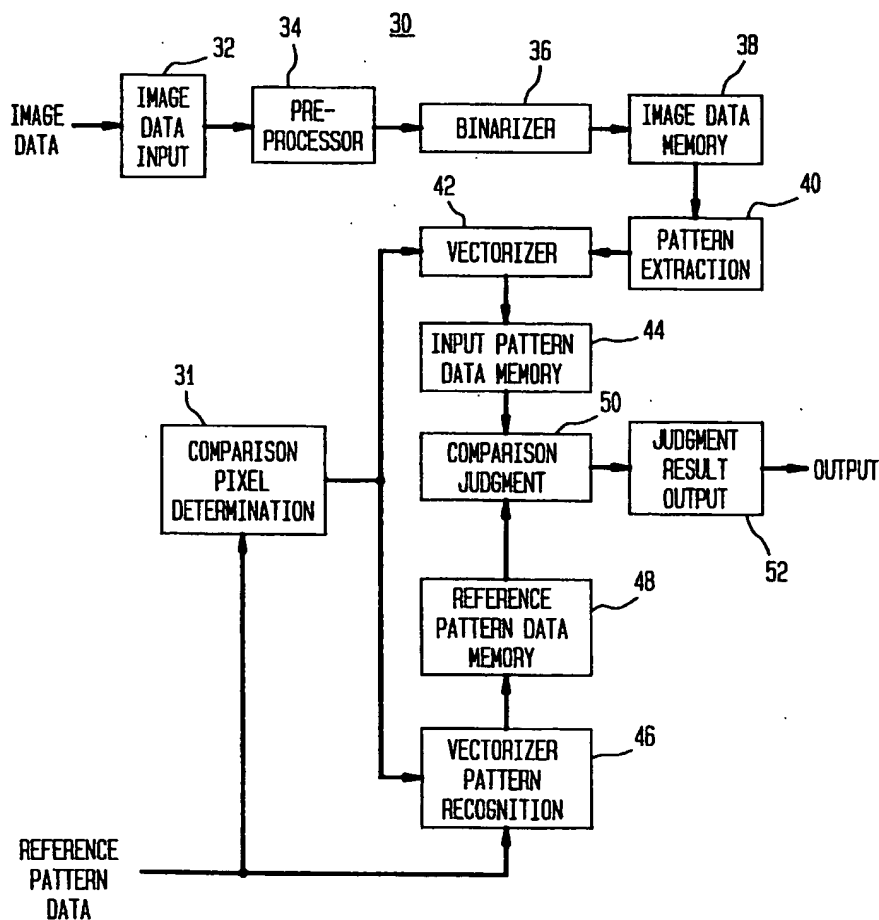 30
32
34
36
38
IMAGE
DATA
IMAGE
DATA
INPUT
PRE-
PROCESSOR
BINARIZER
IMAGE DATA
MEMORY
42
40
VECTORIZER
PATTERN
EXTRACTION
INPUT PATTERN
DATA MEMORY
44
31
50
COMPARISON
PIXEL
DETERMINATION
COMPARISON
JUDGMENT
JUDGMENT
RESULT
OUTPUT
OUTPUT
52
REFERENCE
PATTERN DATA
MEMORY
48
VECTORIZER
PATTERN
RECOGNITION
46
REFERENCE
PATTERN
DATA